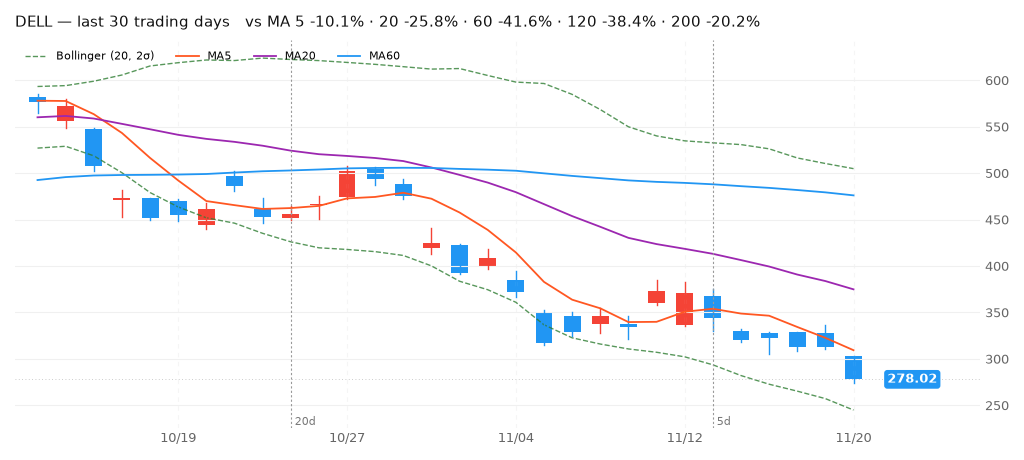 DELL — last 30 trading days   vs MA 5 -10.1% · 20 -25.8% · 60 -41.6% · 120 -38.4% · 200 -20.2%
Bollinger (20, 2σ)   MA5   MA20   MA60
600
550
500
450
400
350
300
278.02
250
20d   5d
10/19   10/27   11/04   11/12   11/20